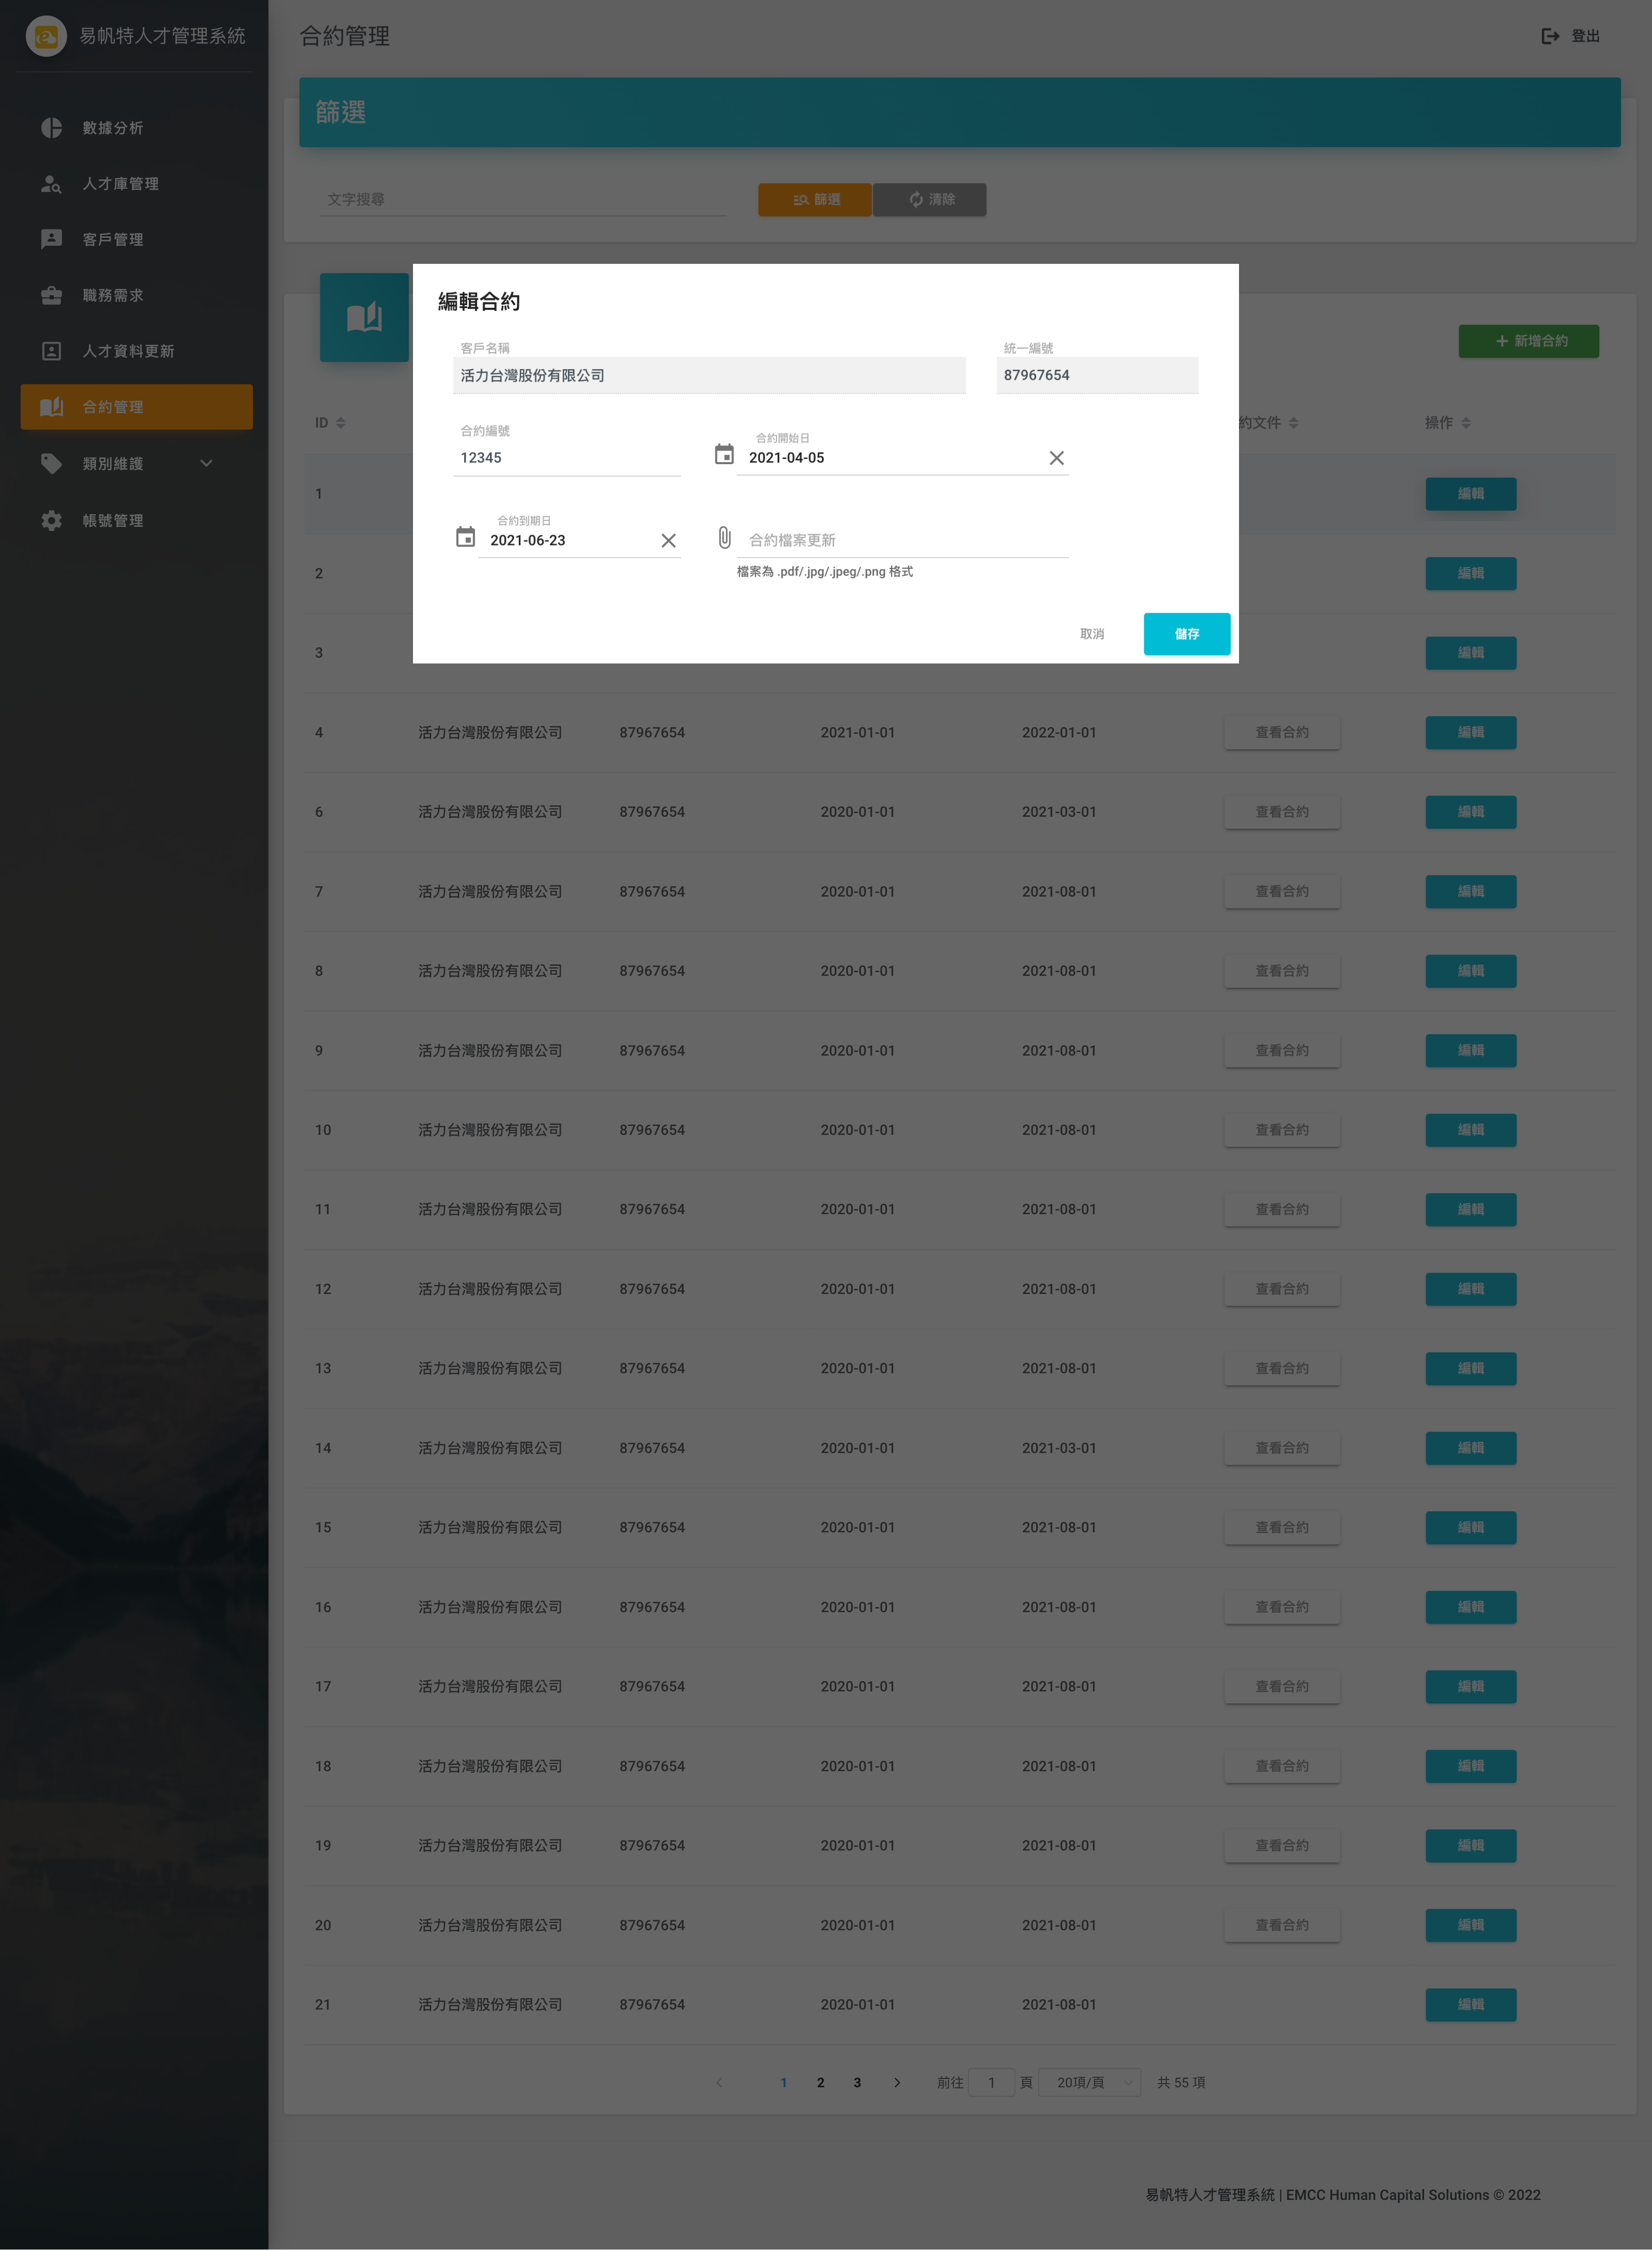 易帆特人才管理系統
數據分析
人才庫管理
客戶管理
職務需求
人才資料更新
合約管理
類別維護
帳號管理
合約管理
登出
篩選
文字搜尋
篩選
清除
新增合約
編輯合約
客戶名稱
統一編號
活力台灣股份有限公司
87967654
合約編號
合約開始日
12345
2021-04-05
合約到期日
2021-06-23
合約檔案更新
檔案為 .pdf/.jpg/.jpeg/.png 格式
取消
儲存
ID 約文件 操作
1 編輯
2 編輯
3 編輯
4 活力台灣股份有限公司 87967654 2021-01-01 2022-01-01 查看合約 編輯
6 活力台灣股份有限公司 87967654 2020-01-01 2021-03-01 查看合約 編輯
7 活力台灣股份有限公司 87967654 2020-01-01 2021-08-01 查看合約 編輯
8 活力台灣股份有限公司 87967654 2020-01-01 2021-08-01 查看合約 編輯
9 活力台灣股份有限公司 87967654 2020-01-01 2021-08-01 查看合約 編輯
10 活力台灣股份有限公司 87967654 2020-01-01 2021-08-01 查看合約 編輯
11 活力台灣股份有限公司 87967654 2020-01-01 2021-08-01 查看合約 編輯
12 活力台灣股份有限公司 87967654 2020-01-01 2021-08-01 查看合約 編輯
13 活力台灣股份有限公司 87967654 2020-01-01 2021-08-01 查看合約 編輯
14 活力台灣股份有限公司 87967654 2020-01-01 2021-03-01 查看合約 編輯
15 活力台灣股份有限公司 87967654 2020-01-01 2021-08-01 查看合約 編輯
16 活力台灣股份有限公司 87967654 2020-01-01 2021-08-01 查看合約 編輯
17 活力台灣股份有限公司 87967654 2020-01-01 2021-08-01 查看合約 編輯
18 活力台灣股份有限公司 87967654 2020-01-01 2021-08-01 查看合約 編輯
19 活力台灣股份有限公司 87967654 2020-01-01 2021-08-01 查看合約 編輯
20 活力台灣股份有限公司 87967654 2020-01-01 2021-08-01 查看合約 編輯
21 活力台灣股份有限公司 87967654 2020-01-01 2021-08-01 編輯
1 2 3 前往 1 頁 20項/頁 共 55 項
易帆特人才管理系統 | EMCC Human Capital Solutions © 2022